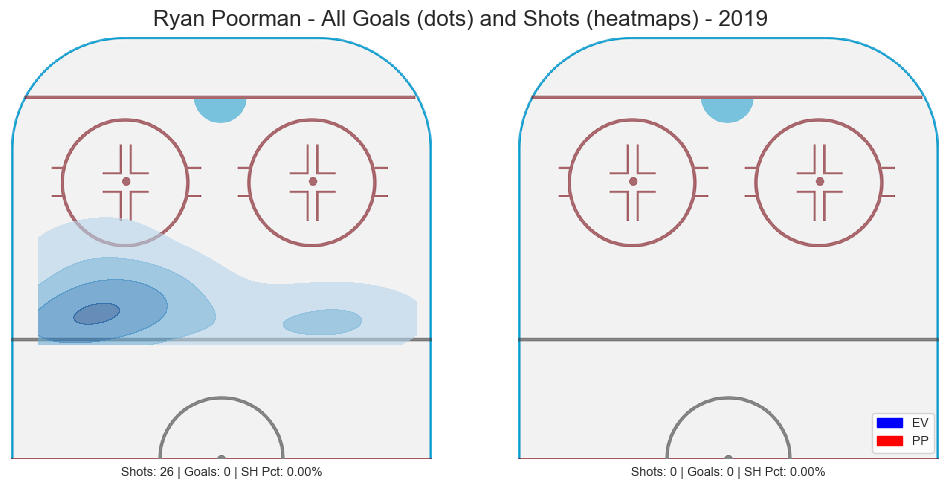 Ryan Poorman - All Goals (dots) and Shots (heatmaps) - 2019
EV
PP
Shots: 26 | Goals: 0 | SH Pct: 0.00%
Shots: 0 | Goals: 0 | SH Pct: 0.00%